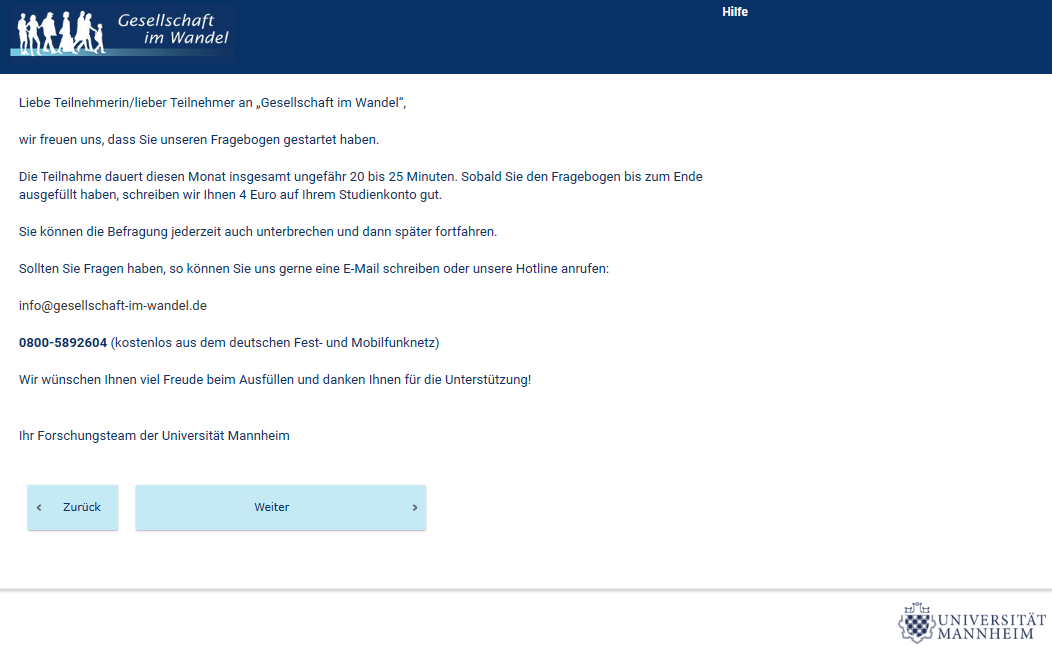 Gesellschaft
im Wandel
Hilfe
Liebe Teilnehmerin/lieber Teilnehmer an „Gesellschaft im Wandel“,
wir freuen uns, dass Sie unseren Fragebogen gestartet haben.
Die Teilnahme dauert diesen Monat insgesamt ungefähr 20 bis 25 Minuten. Sobald Sie den Fragebogen bis zum Ende
ausgefüllt haben, schreiben wir Ihnen 4 Euro auf Ihrem Studienkonto gut.
Sie können die Befragung jederzeit auch unterbrechen und dann später fortfahren.
Sollten Sie Fragen haben, so können Sie uns gerne eine E-Mail schreiben oder unsere Hotline anrufen:
info@gesellschaft-im-wandel.de
0800-5892604 (kostenlos aus dem deutschen Fest- und Mobilfunknetz)
Wir wünschen Ihnen viel Freude beim Ausfüllen und danken Ihnen für die Unterstützung!
Ihr Forschungsteam der Universität Mannheim
‹ Zurück
Weiter ›
UNIVERSITÄT
MANNHEIM